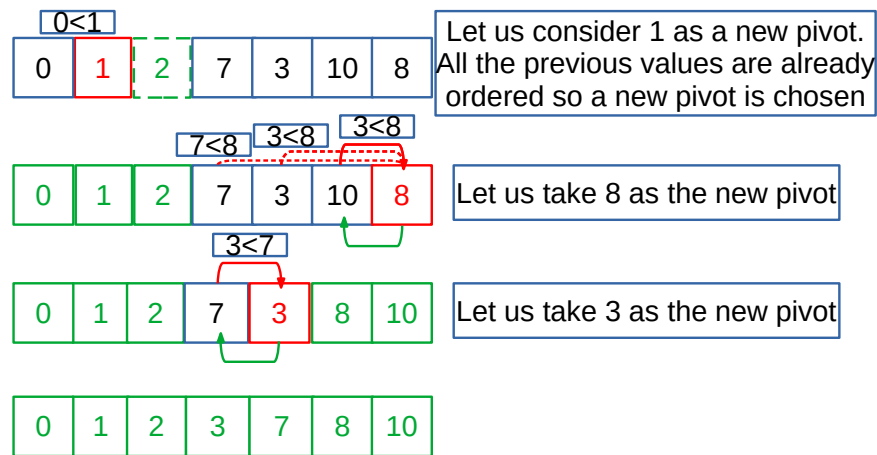 0<1
0 1 2 7 3 10 8
Let us consider 1 as a new pivot.
All the previous values are already
ordered so a new pivot is chosen
7<8 3<8 3<8
0 1 2 7 3 10 8
Let us take 8 as the new pivot
3<7
0 1 2 7 3 8 10
Let us take 3 as the new pivot
0 1 2 3 7 8 10